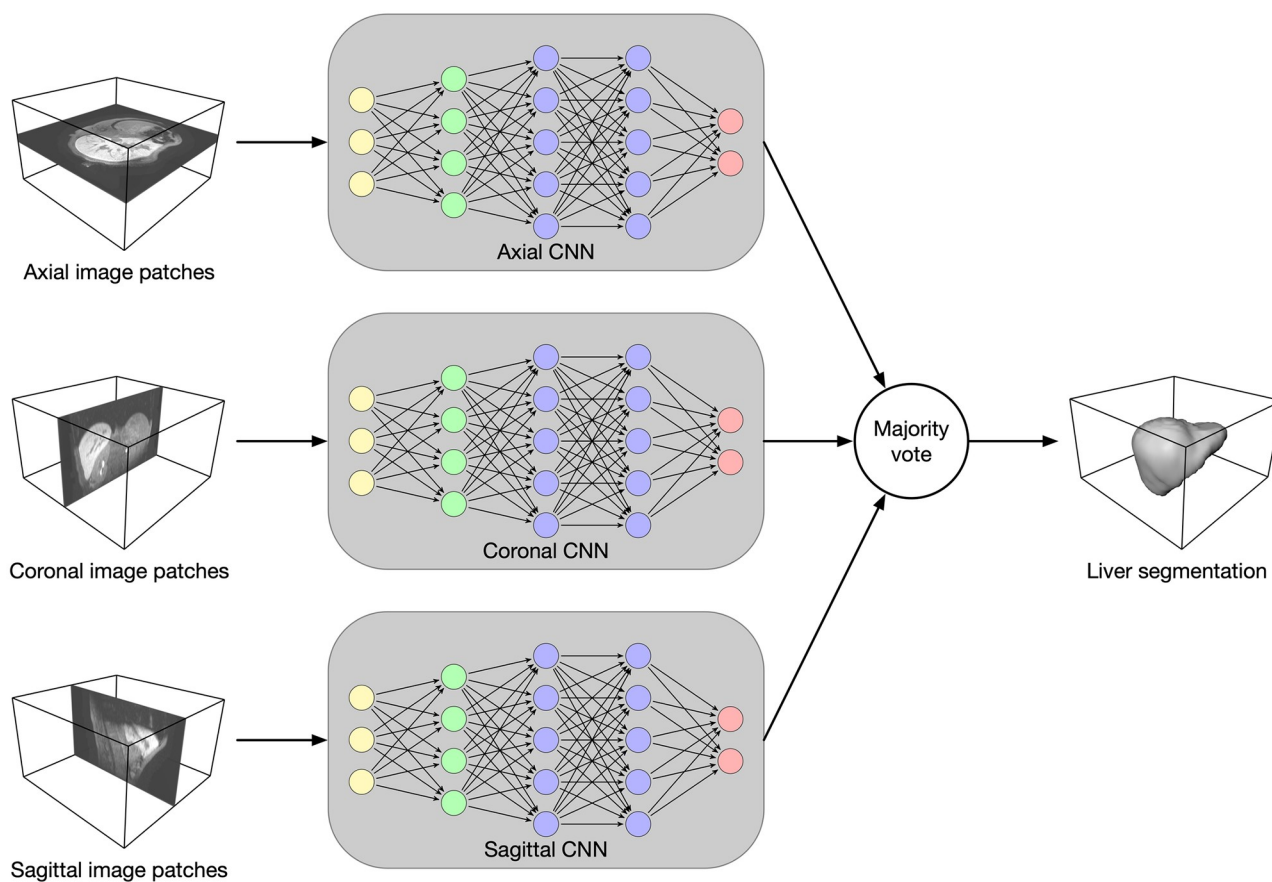 Axial CNN
Axial image patches
Coronal CNN
Coronal image patches
Majority
vote
Liver segmentation
Sagittal CNN
Sagittal image patches